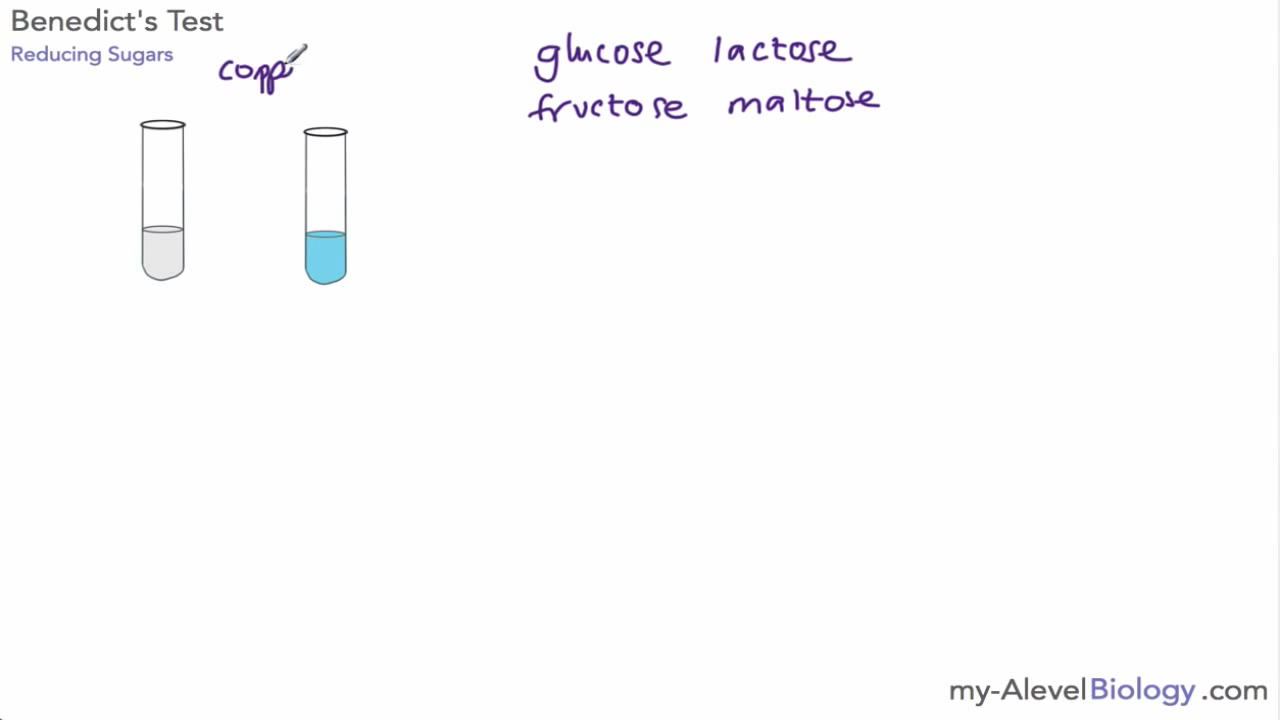 Benedict's Test
Reducing Sugars
copp
glucose lactose
fructose maltose
my-AlevelBiology.com